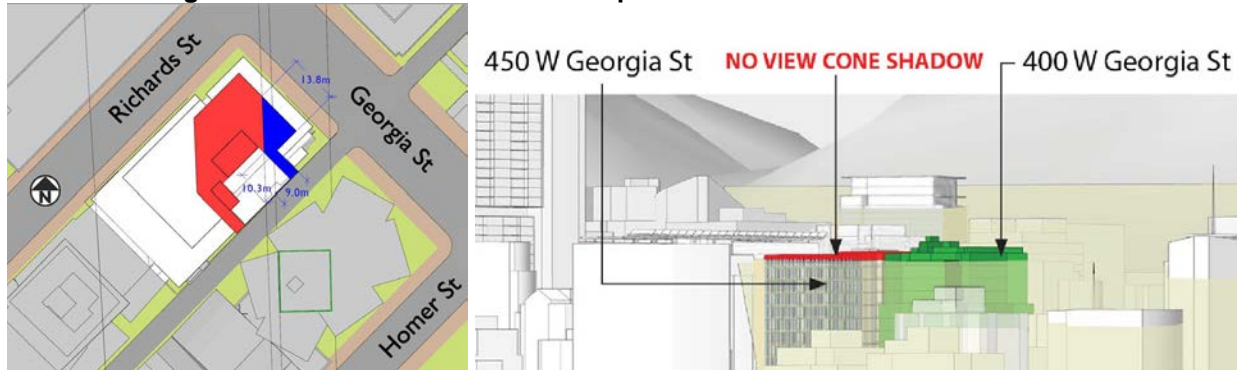 Richards St
13.8m
Georgia St
10.3m
9.0m
N
Homer St
450 W Georgia St
NO VIEW CONE SHADOW
400 W Georgia St